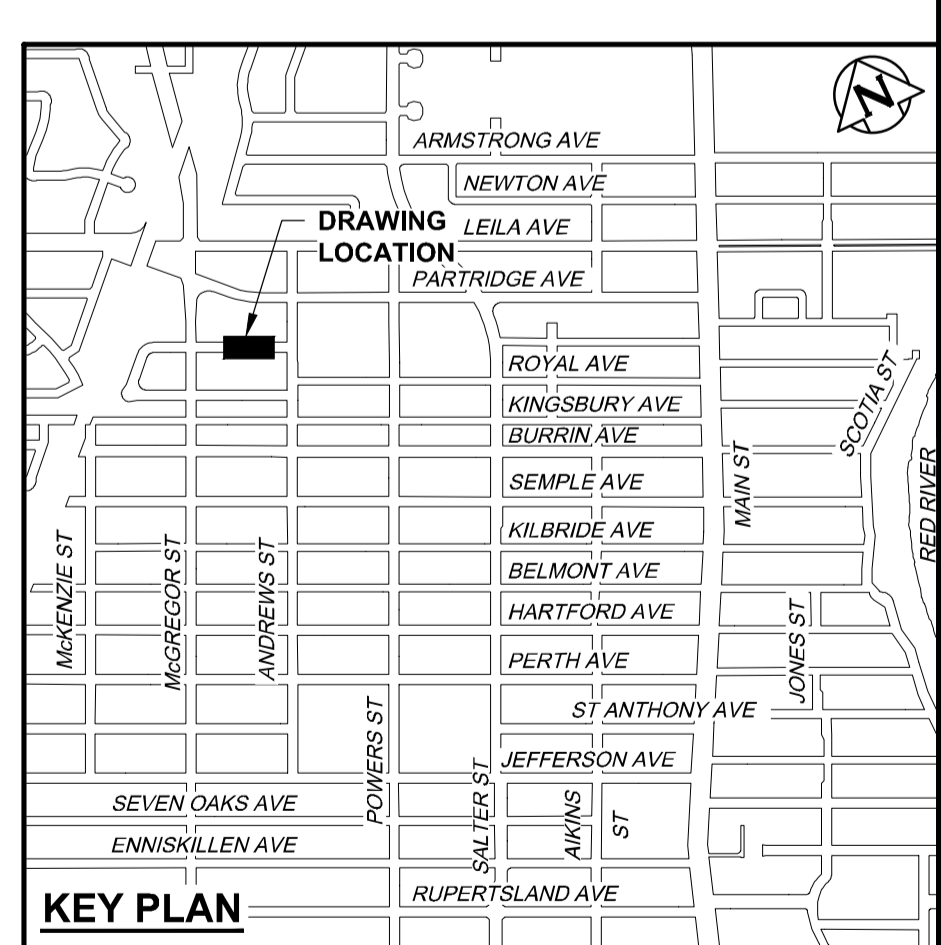 N
ARMSTRONG AVE
NEWTON AVE
DRAWING
LOCATION
LEILA AVE
PARTRIDGE AVE
ROYAL AVE
KINGSBURY AVE
BURRIN AVE
SEMPLE AVE
KILBRIDE AVE
BELMONT AVE
HARTFORD AVE
PERTH AVE
ST ANTHONY AVE
JEFFERSON AVE
SEVEN OAKS AVE
ENNISKILLEN AVE
RUPERTSLAND AVE
McKENZIE ST
McGREGOR ST
ANDREWS ST
POWERS ST
SALTER ST
AIKINS
ST
MAIN ST
JONES ST
SCOTIA ST
RED RIVER
KEY PLAN